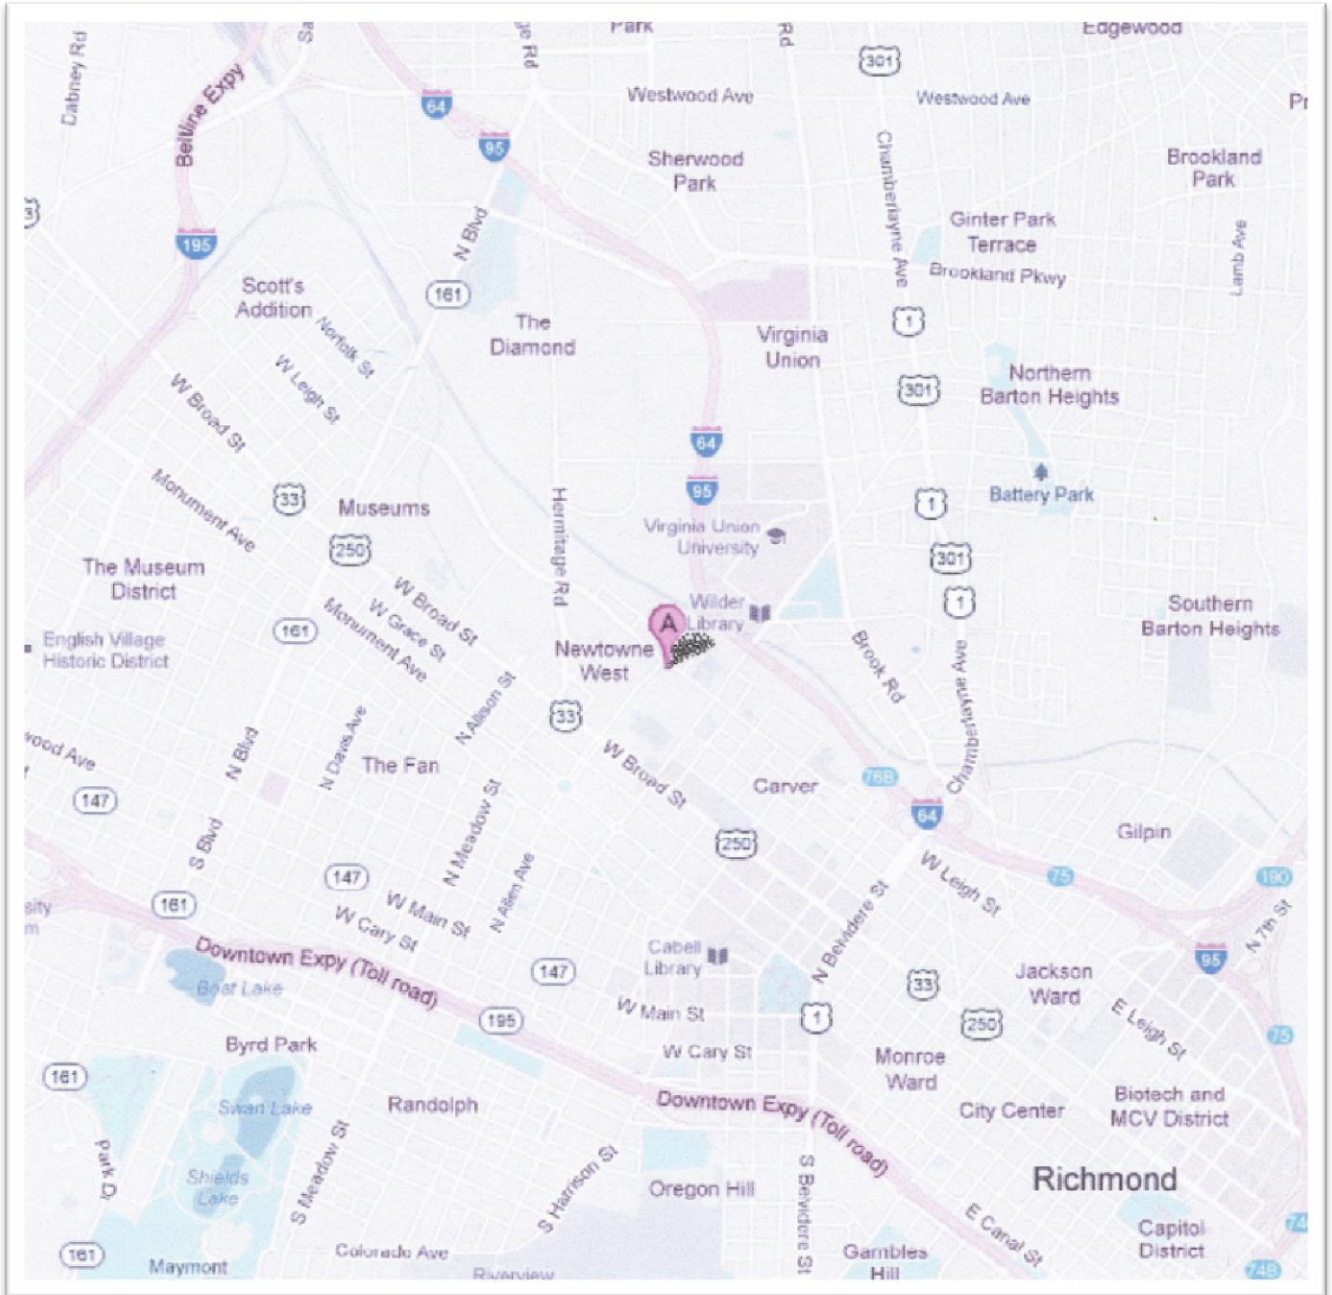 Park
Rd
Edgewood
Dabney Rd
Beltline Expy
64
95
301
Westwood Ave
Westwood Ave
Sherwood
Park
Chamberlayne Ave
Brookland
Park
195
N Blvd
Ginter Park
Terrace
Lamb Ave
Brookland Pkwy
Scott's
Addition
161
Norfolk St
The
Diamond
1
Virginia
Union
W Leigh St
W Broad St
301
Northern
Barton Heights
64
95
Battery Park
Monument Ave
33
Museums
1
Hermitage Rd
Virginia Union
University
250
301
The Museum
District
W Broad St
W Grace St
Monument Ave
1
Wilder
Library
A
Southern
Barton Heights
161
English Village
Historic District
Newtowne
West
Brook Rd
Chamberlayne Ave
N Allison St
33
N Davis Ave
N Blvd
wood Ave
The Fan
W Broad St
Carver
76B
147
64
Gilpin
S Blvd
N Meadow St
250
N Allen Ave
W Leigh St
75
190
147
161
W Main St
W Cary St
N Belvidere St
N 7th St
sity
m
Downtown Expy (Toll road)
Cabell
Library
95
147
33
Jackson
Ward
Boat Lake
W Main St
1
250
E Leigh St
195
75
Byrd Park
W Cary St
Monroe
Ward
161
Swan Lake
Randolph
Downtown Expy (Toll road)
City Center
Biotech and
MCV District
Park Dr
Shields
Lake
S Meadow St
S Harrison St
Oregon Hill
S Belvidere St
Richmond
E Canal St
Capitol
District
74
161
Maymont
Colorado Ave
Riverview
Gambles
Hill
74B